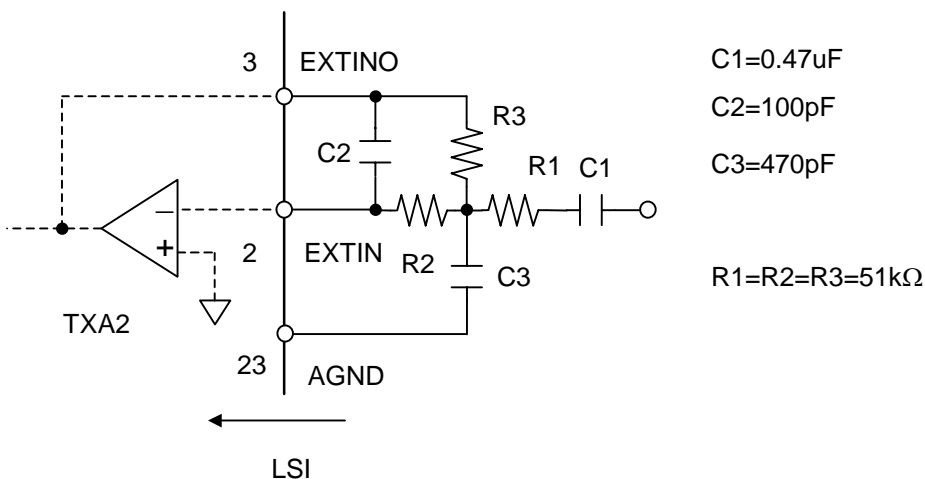 3 EXTINO
C1=0.47uF
C2=100pF
R3
C2
R1 C1
C3=470pF
−
+
2
EXTIN
R2
C3
R1=R2=R3=51kΩ
TXA2
23
AGND
LSI